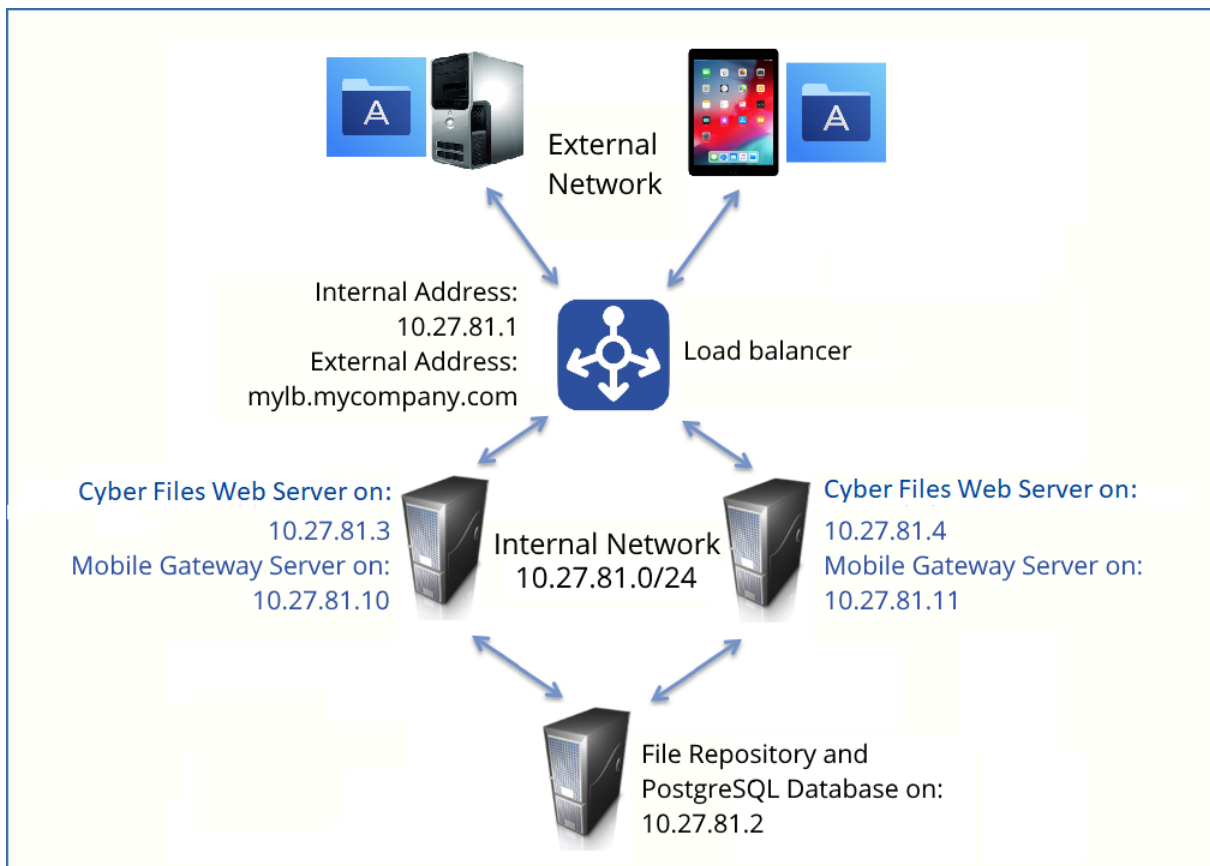 External
Network
Internal Address:
10.27.81.1
External Address:
mylb.mycompany.com
Load balancer
Cyber Files Web Server on:
10.27.81.3
Mobile Gateway Server on:
10.27.81.10
Internal Network
10.27.81.0/24
Cyber Files Web Server on:
10.27.81.4
Mobile Gateway Server on:
10.27.81.11
File Repository and
PostgreSQL Database on:
10.27.81.2